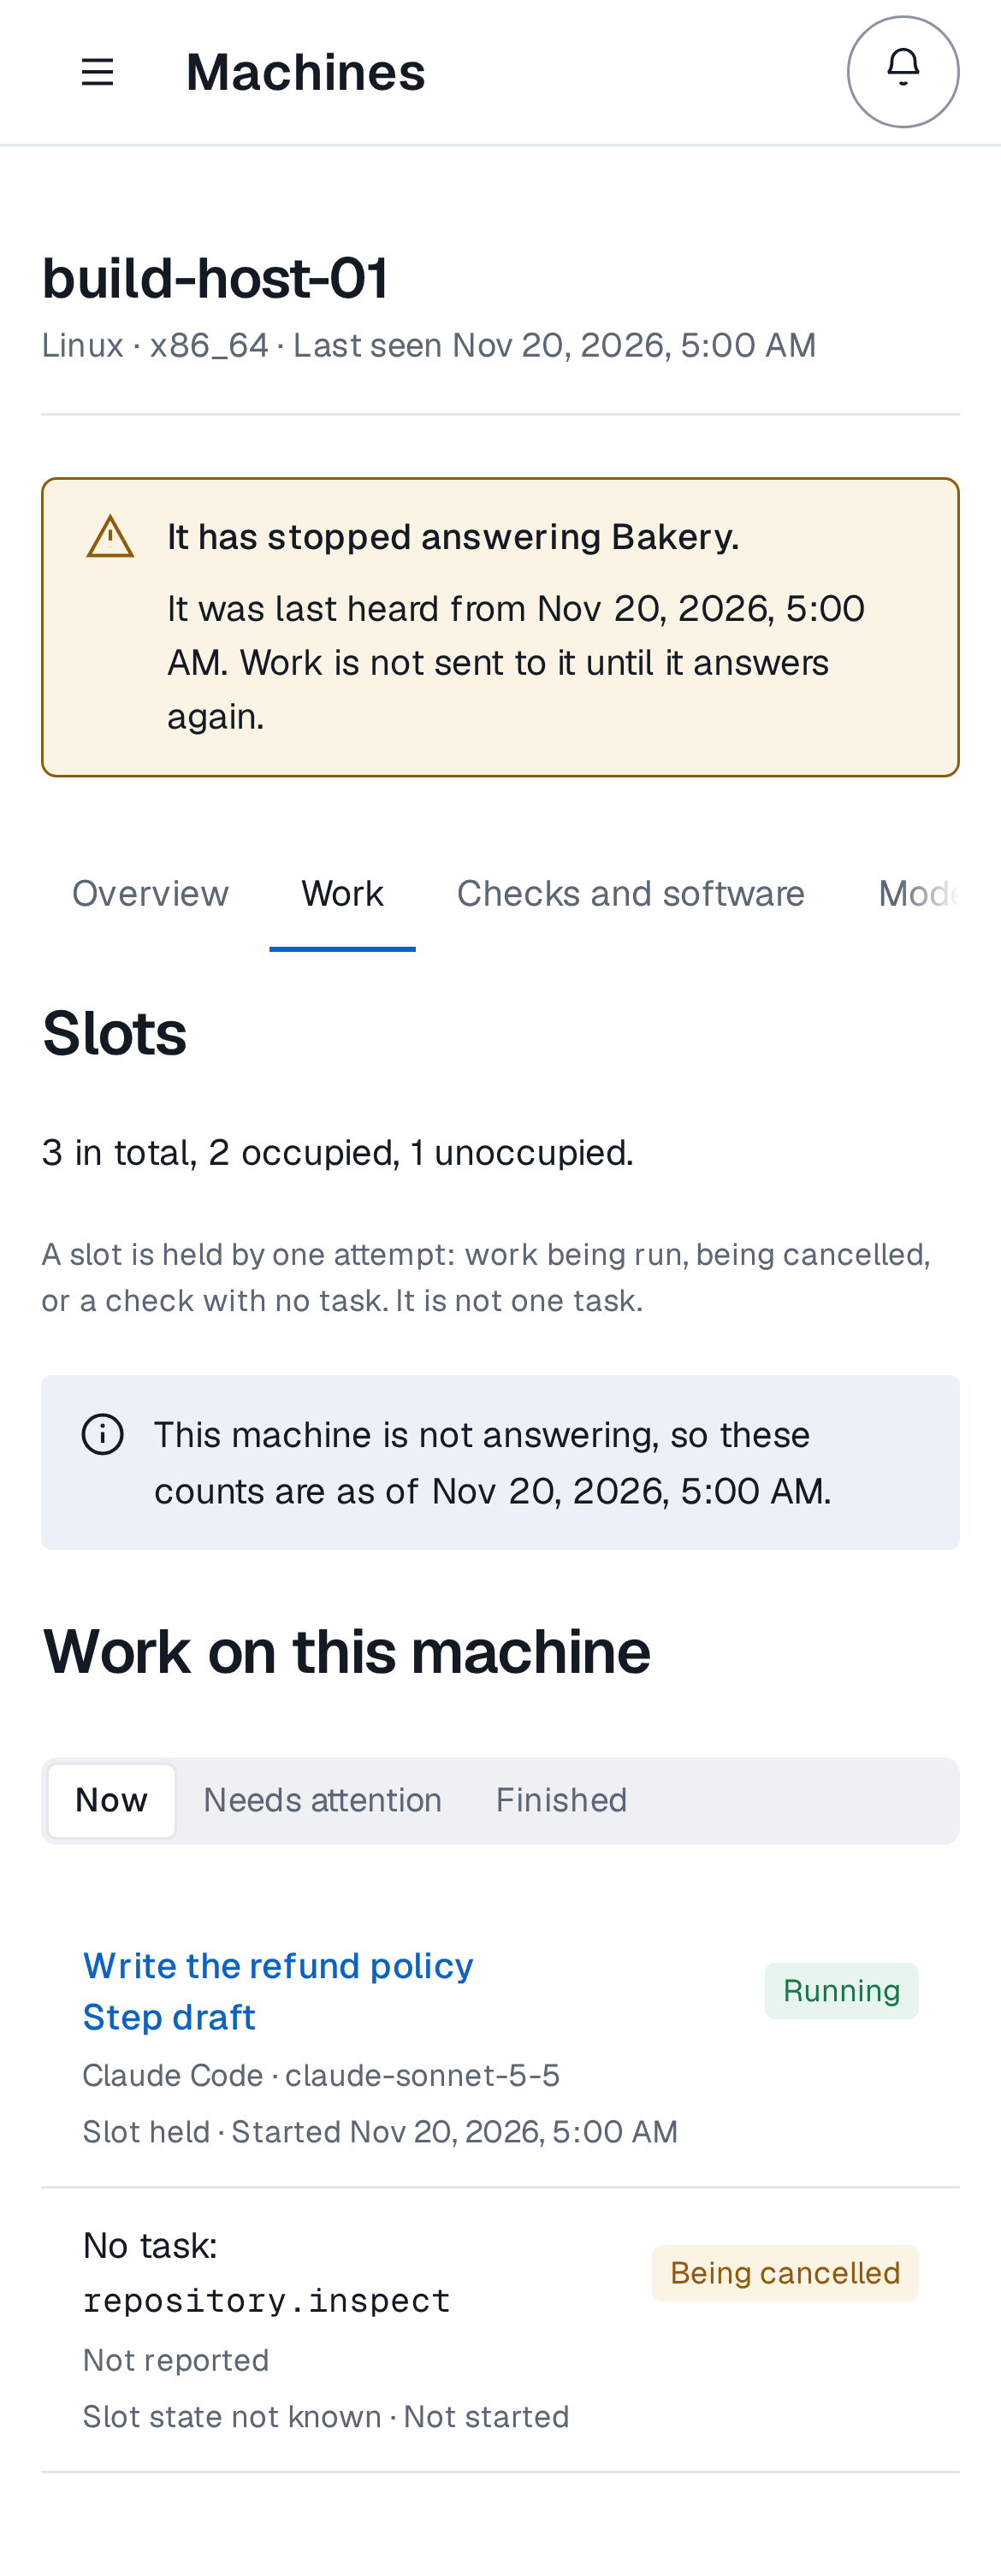 Machines
build-host-01
Linux · x86_64 · Last seen Nov 20, 2026, 5:00 AM
It has stopped answering Bakery.
It was last heard from Nov 20, 2026, 5:00
AM. Work is not sent to it until it answers
again.
Overview Work Checks and software
Slots
3 in total, 2 occupied, 1 unoccupied.
A slot is held by one attempt: work being run, being cancelled,
or a check with no task. It is not one task.
This machine is not answering, so these
counts are as of Nov 20, 2026, 5:00 AM.
Work on this machine
Now Needs attention Finished
Write the refund policy
Step draft
Running
Claude Code · claude-sonnet-5-5
Slot held · Started Nov 20, 2026, 5:00 AM
No task:
repository.inspect
Being cancelled
Not reported
Slot state not known · Not started